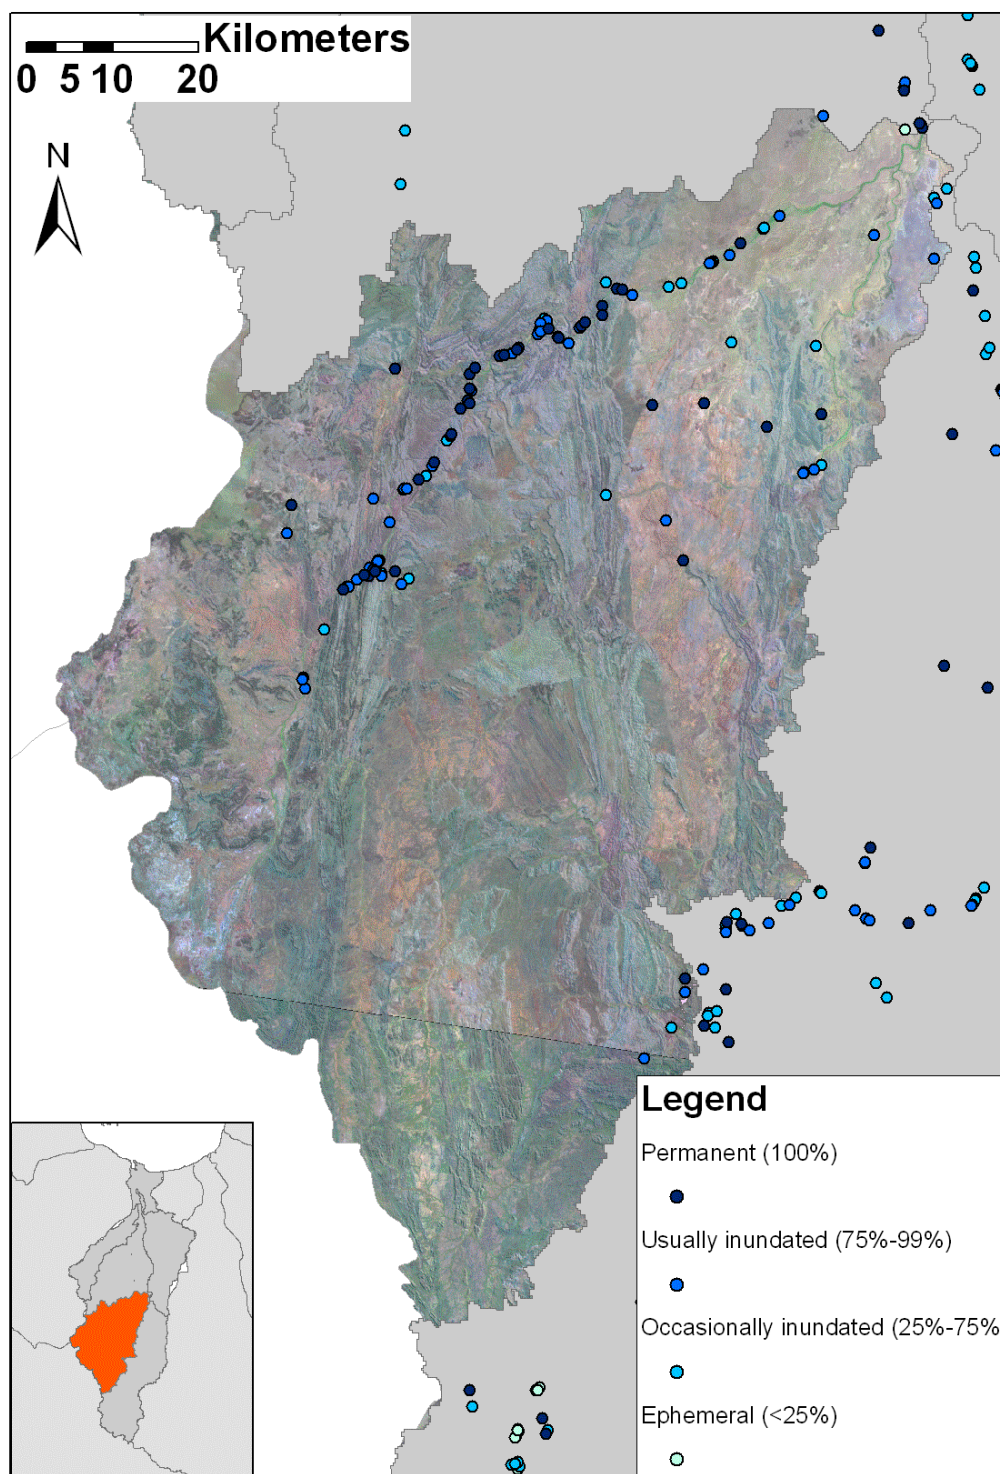 Kilometers
0 5 10 20
N
Legend
Permanent (100%)
Usually inundated (75%-99%)
Occasionally inundated (25%-75%
Ephemeral (<25%)